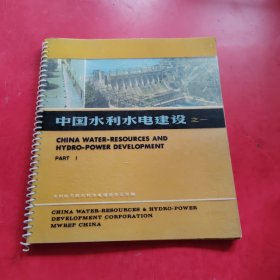 中国水利水电建设 之一
CHINA WATER-RESOURCES AND
HYDRO-POWER DEVELOPMENT
PART I
CHINA WATER-RESOURCES & HYDRO-POWER
DEVELOPMENT CORPORATION
MWREP CHINA